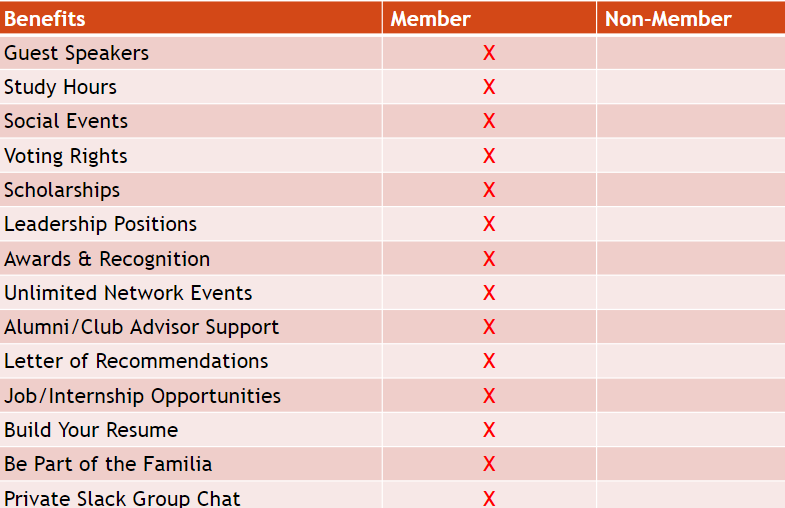 Benefits Member Non-Member
Guest Speakers X
Study Hours X
Social Events X
Voting Rights X
Scholarships X
Leadership Positions X
Awards & Recognition X
Unlimited Network Events X
Alumni/Club Advisor Support X
Letter of Recommendations X
Job/Internship Opportunities X
Build Your Resume X
Be Part of the Familia X
Private Slack Group Chat X